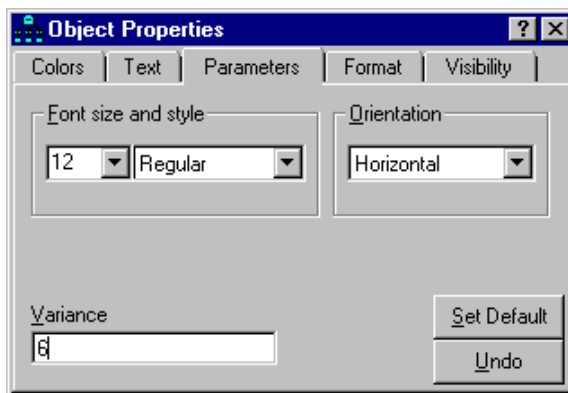 Object Properties
Colors Text Parameters Format Visibility
Font size and style
12 Regular
Orientation
Horizontal
Variance
6
Set Default
Undo